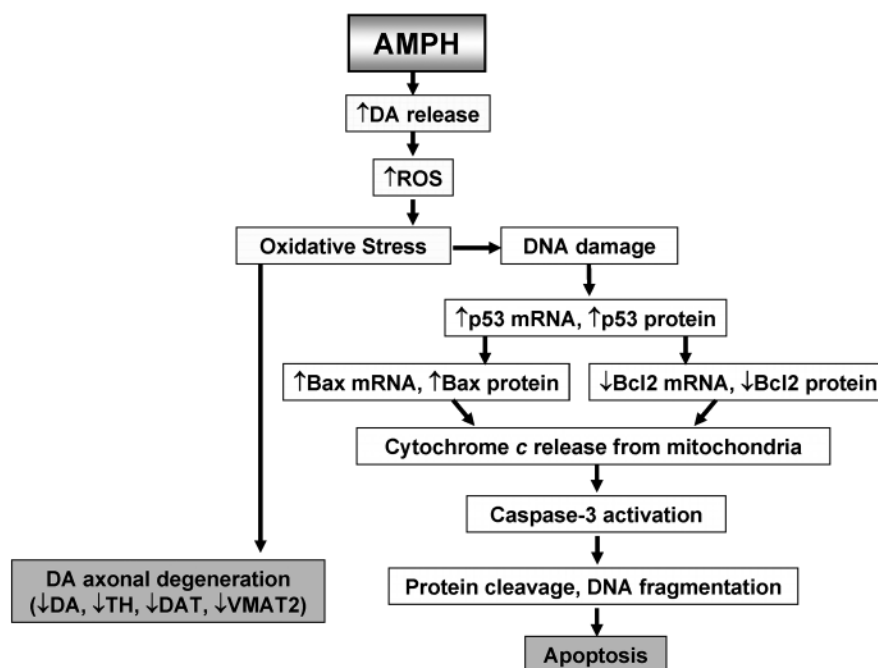 AMPH
↑DA release
↑ROS
Oxidative Stress
DNA damage
↑p53 mRNA, ↑p53 protein
↑Bax mRNA, ↑Bax protein
↓Bcl2 mRNA, ↓Bcl2 protein
Cytochrome c release from mitochondria
Caspase-3 activation
DA axonal degeneration
(↓DA, ↓TH, ↓DAT, ↓VMAT2)
Protein cleavage, DNA fragmentation
Apoptosis